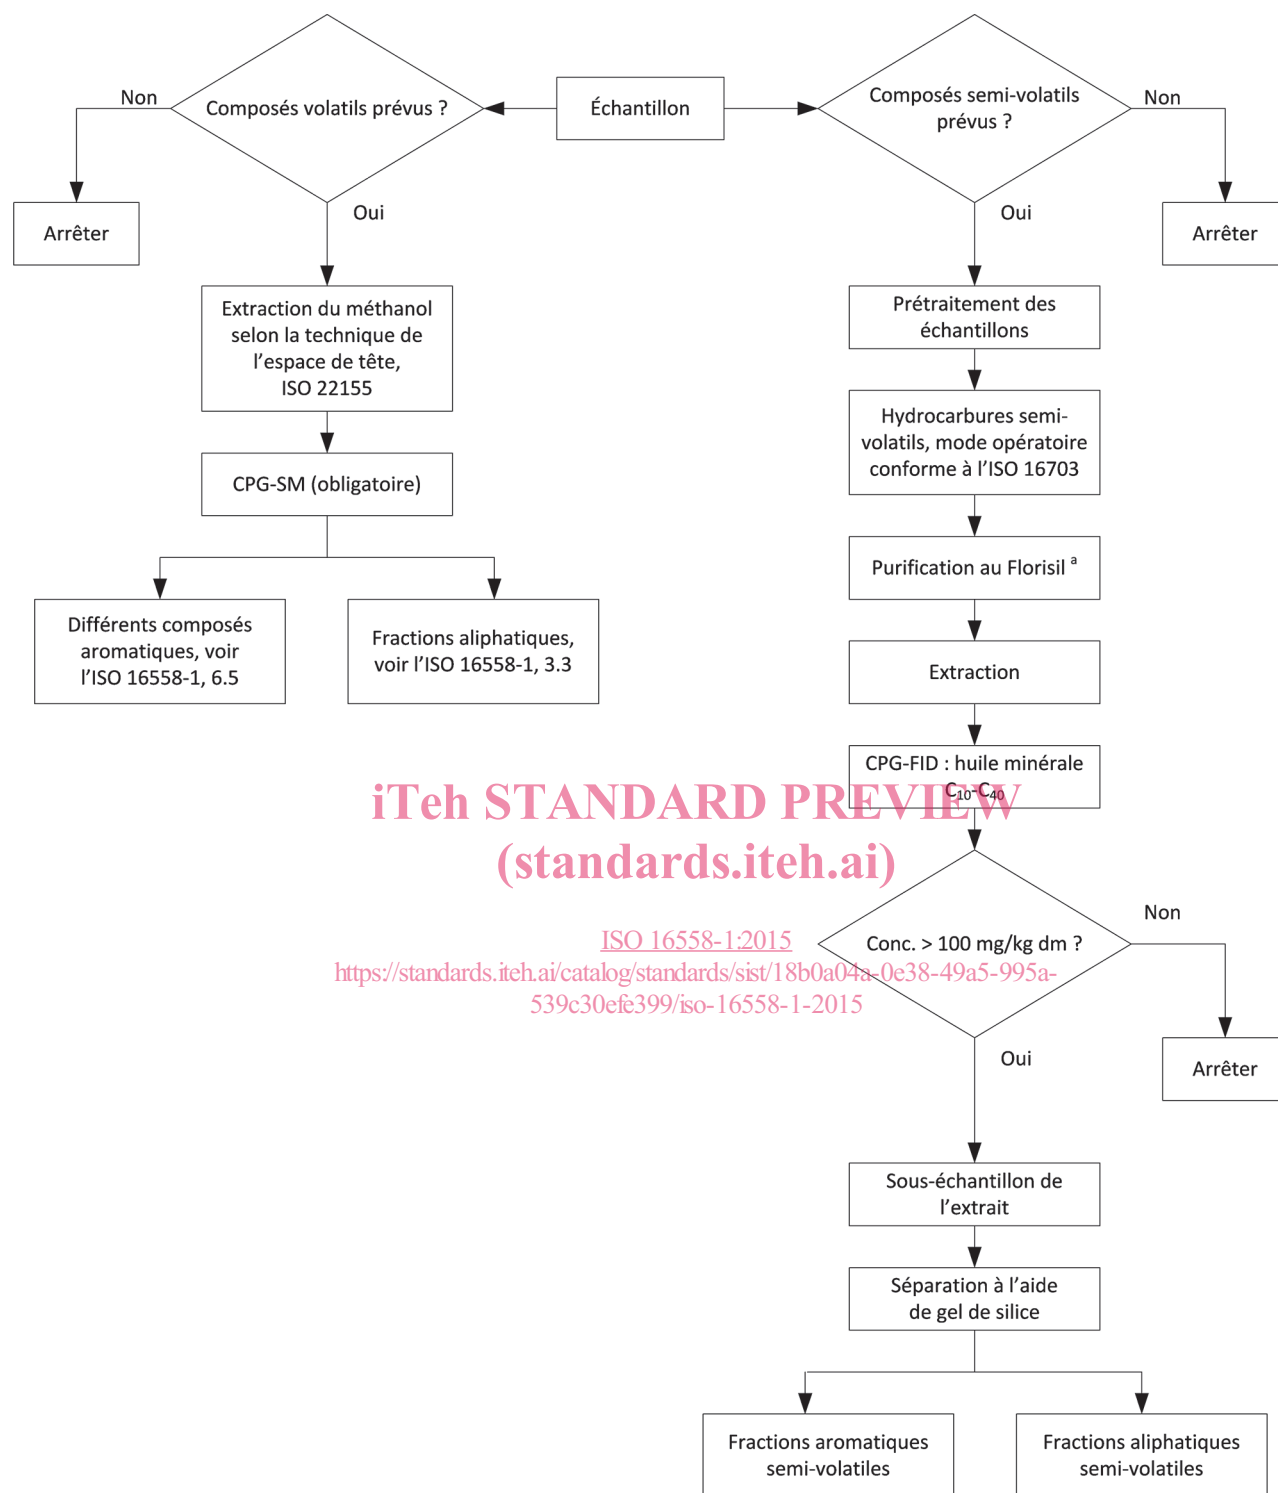 Non
Composés volatils prévus ?
Échantillon
Composés semi-volatils
prévus ?
Non
Arrêter
Oui
Oui
Arrêter
Extraction du méthanol
selon la technique de
l’espace de tête,
ISO 22155
Prétraitement des
échantillons
CPG-SM (obligatoire)
Hydrocarbures semi-
volatils, mode opératoire
conforme à l’ISO 16703
Purification au Florisil a
Différents composés
aromatiques, voir
l’ISO 16558-1, 6.5
Fractions aliphatiques,
voir l’ISO 16558-1, 3.3
Extraction
CPG-FID : huile minérale
C10-C40
iTeh STANDARD PREVIEW
(standards.iteh.ai)
ISO 16558-1:2015
https://standards.iteh.ai/catalog/standards/sist/18b0a04a-0e38-49a5-995a-
539c30efe399/iso-16558-1-2015
Conc. > 100 mg/kg dm ?
Non
Oui
Arrêter
Sous-échantillon de
l’extrait
Séparation à l’aide
de gel de silice
Fractions aromatiques
semi-volatiles
Fractions aliphatiques
semi-volatiles